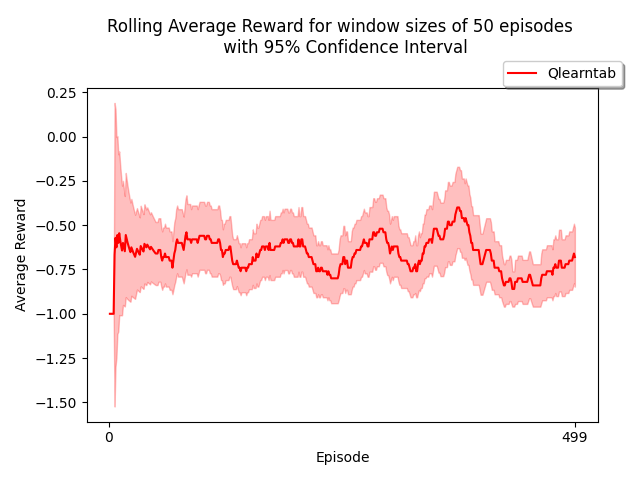 Rolling Average Reward for window sizes of 50 episodes
with 95% Confidence Interval
Qlearntab
0.25
0.00
−0.25
−0.50
−0.75
−1.00
−1.25
−1.50
Average Reward
0
499
Episode